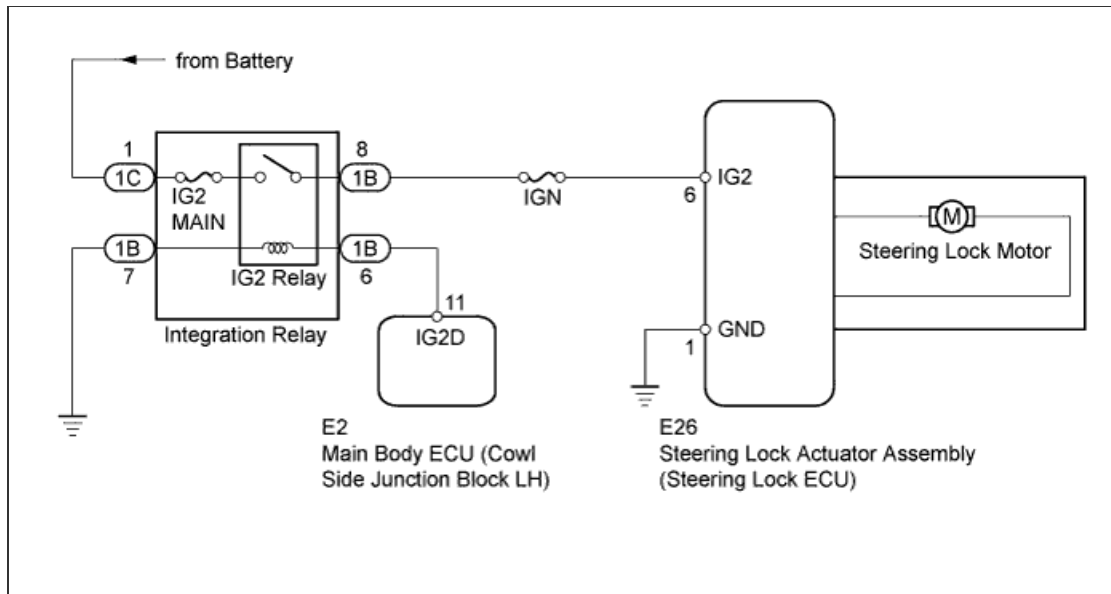 from Battery
1
8
1C
IG2
MAIN
1B
IGN
6
IG2
M
Steering Lock Motor
1B
7
IG2 Relay
1B
6
Integration Relay
11
IG2D
GND
1
E2
Main Body ECU (Cowl
Side Junction Block LH)
E26
Steering Lock Actuator Assembly
(Steering Lock ECU)